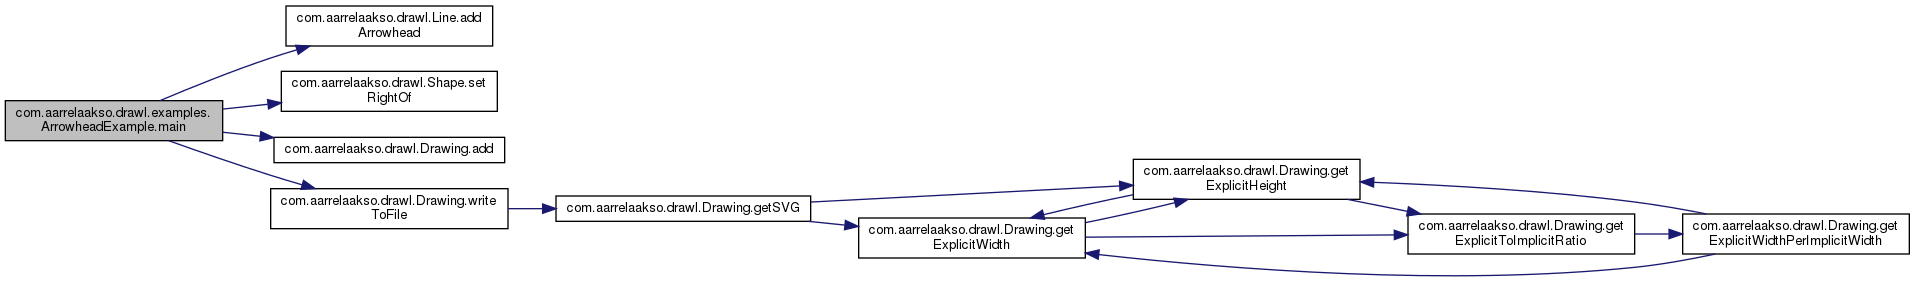 com.aarrelaakso.drawl.Line.add
Arrowhead
com.aarrelaakso.drawl.Shape.set
RightOf
com.aarrelaakso.drawl.examples.
ArrowheadExample.main
com.aarrelaakso.drawl.Drawing.add
com.aarrelaakso.drawl.Drawing.write
ToFile
com.aarrelaakso.drawl.Drawing.getSVG
com.aarrelaakso.drawl.Drawing.get
ExplicitHeight
com.aarrelaakso.drawl.Drawing.get
ExplicitWidth
com.aarrelaakso.drawl.Drawing.get
ExplicitToImplicitRatio
com.aarrelaakso.drawl.Drawing.get
ExplicitWidthPerImplicitWidth